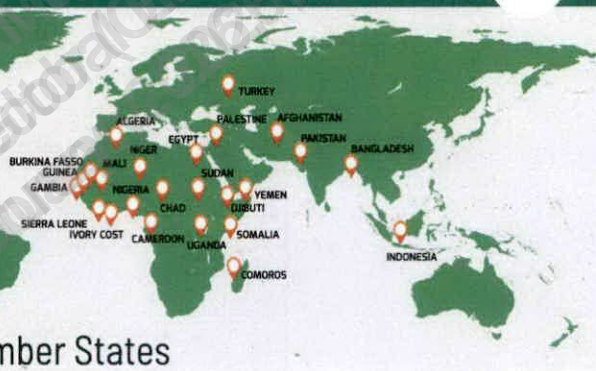 TURKEY
ALGERIA
PALESTINE
AFGHANISTAN
EGYPT
PAKISTAN
NIGER
BANGLADESH
BURKINA FASSO
MALI
GUINEA
SUDAN
GAMBIA
NIGERIA
YEMEN
CHAD
DJIBUTI
SIERRA LEONE
IVORY COST
CAMERDON
UGANDA
SOMALIA
INDONESIA
COMOROS
mber States